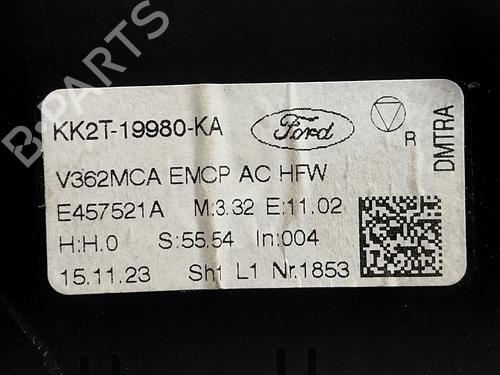 KK2T-19980-KA
Ford
R
DMTRA
V362MCA EMCP AC HFW
E457521A M:3.32 E:11.02
H:H.0 S:55.54 In:004
15.11.23 Sh1 L1 Nr.1853
B-PARTS